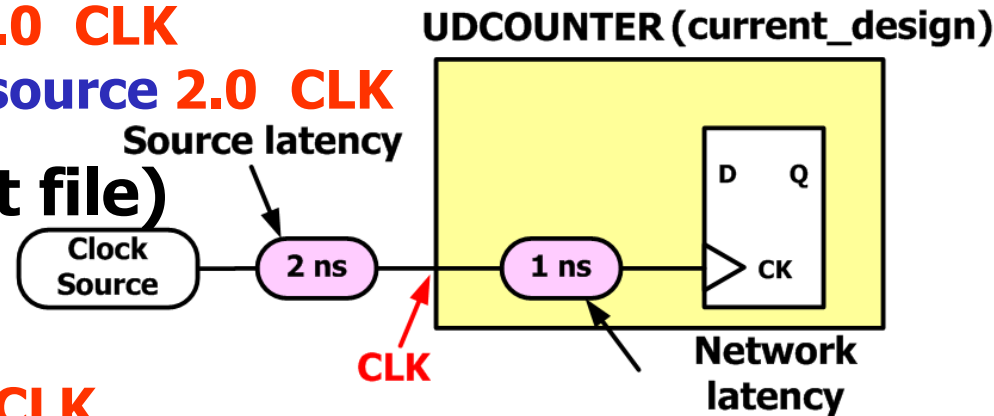 .0 CLK
source 2.0 CLK
t file)
UDCOUNTER (current_design)
Source latency
Clock
Source
2 ns
1 ns
D Q
CK
CLK
Network
latency
CLK